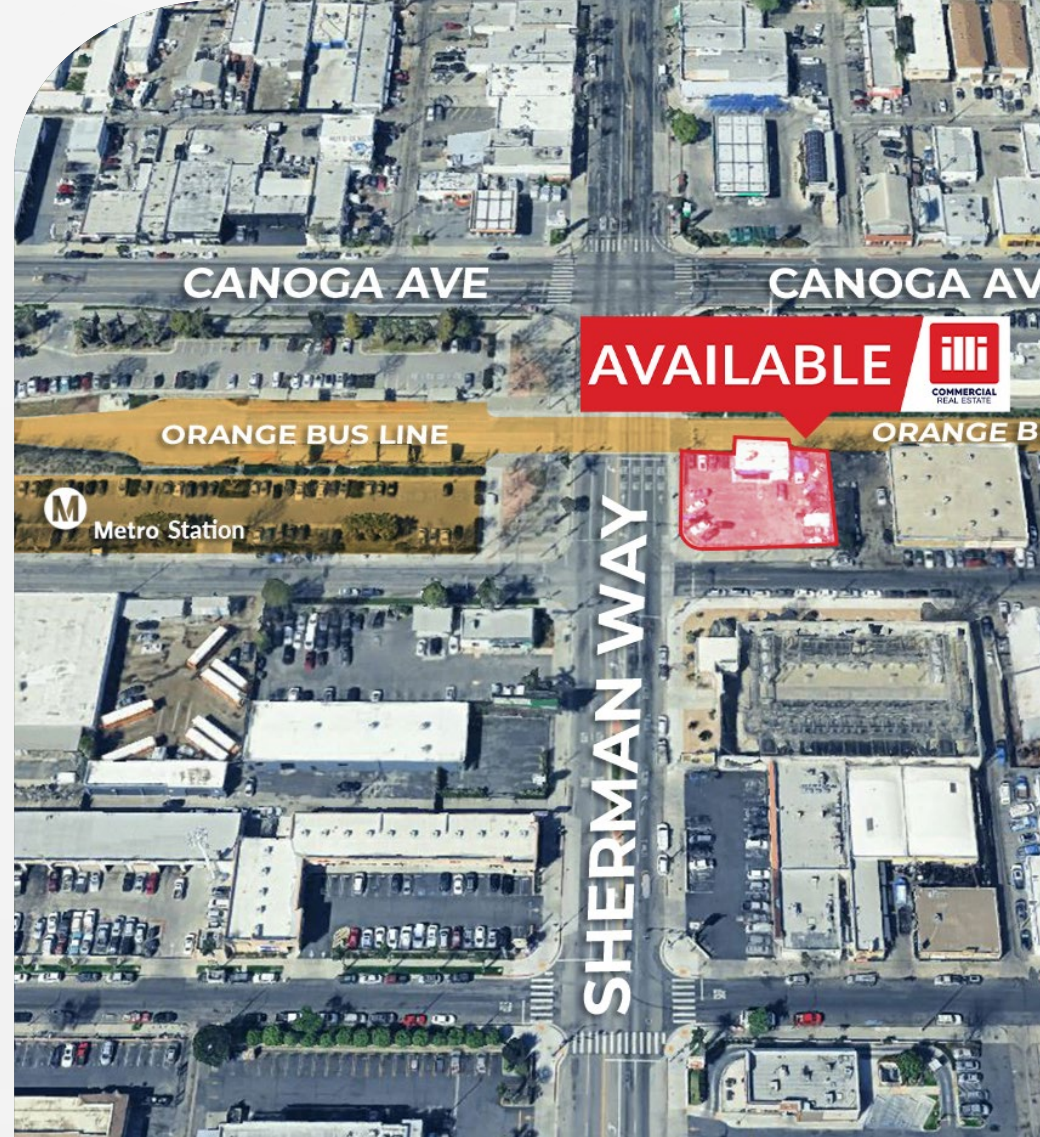 CANOGA AVE
CANOGA AV
AVAILABLE
illi
COMMERCIAL
REAL ESTATE
ORANGE BUS LINE
ORANGE B
M
Metro Station
SHERMAN WAY